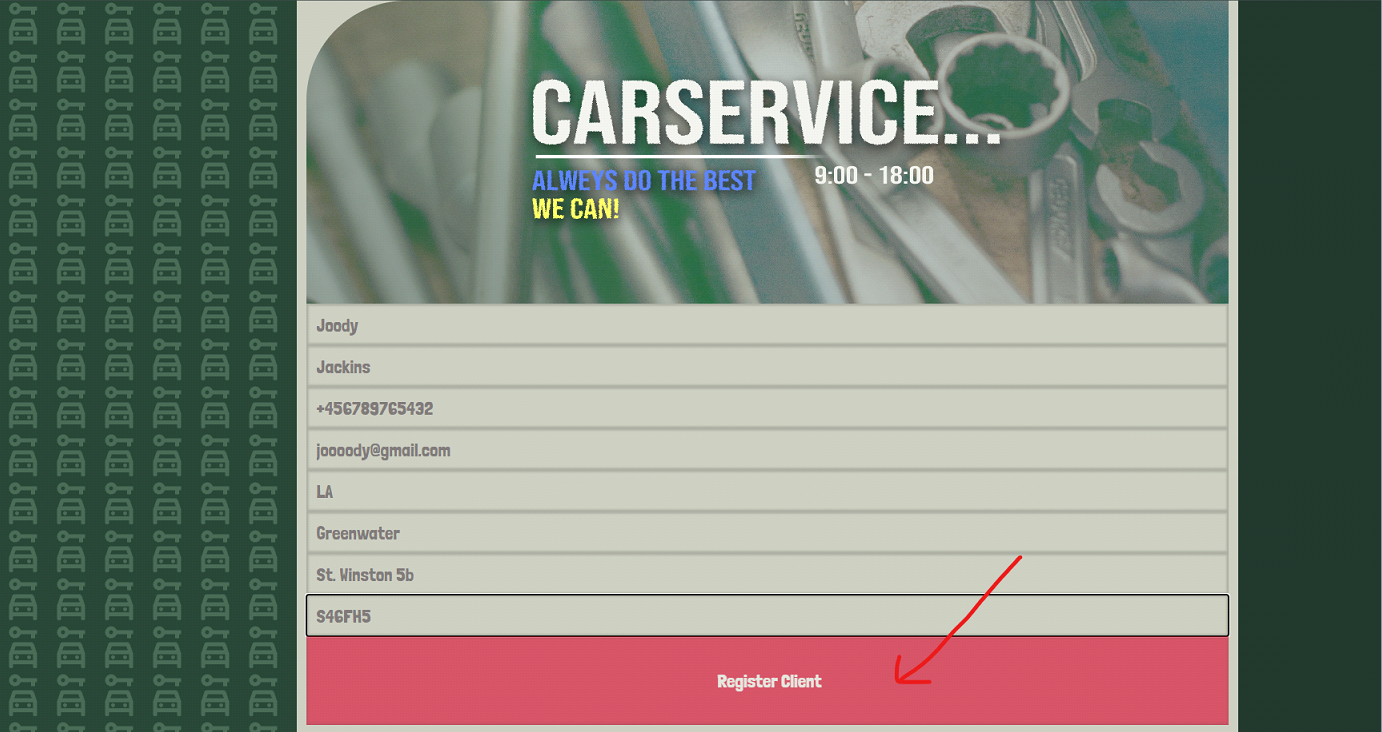 CARSERVICE...
ALWEYS DO THE BEST
9:00 - 18:00
WE CAN!
Joody
Jackins
+456789765432
joooody@gmail.com
LA
Greenwater
St. Winston 5b
S46FH5
Register Client